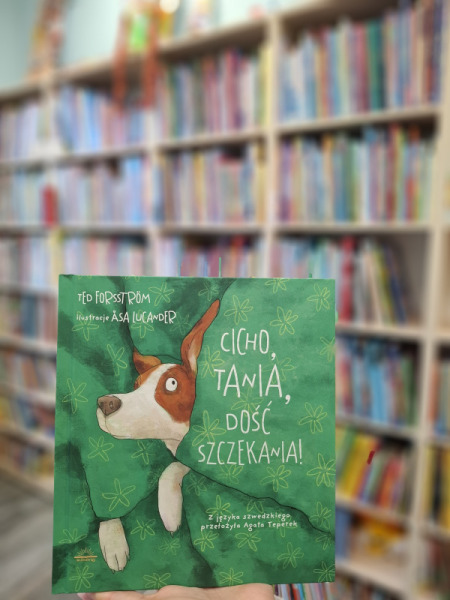 TED FORSSTRÖM
ilustracje ÅSA LUCANDER
CICHO,
TANIA,
DOŚĆ
SZCZEKANIA!
Z języka szwedzkiego
przełożyła Agata Teperek